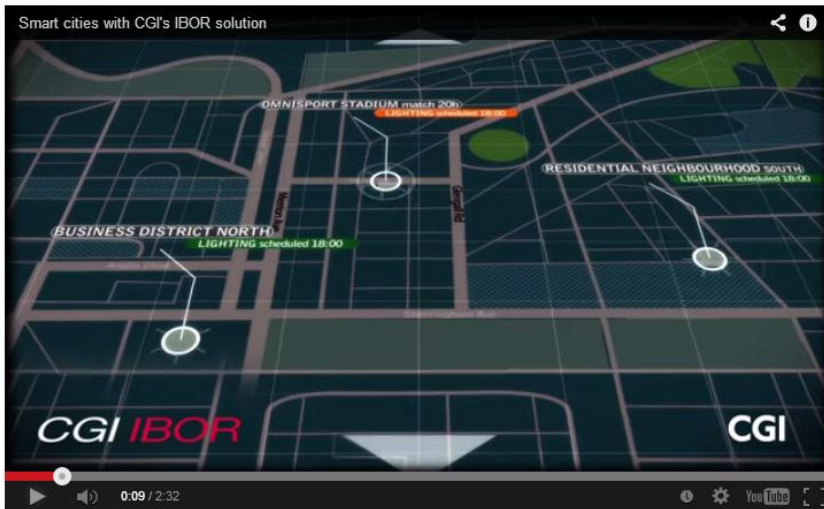 Smart cities with CGI's IBOR solution
OMNISPORT STADIUM match 20h
LIGHTING scheduled 18:00
RESIDENTIAL NEIGHBOURHOOD SOUTH
LIGHTING scheduled 18:00
BUSINESS DISTRICT NORTH
LIGHTING scheduled 18:00
CGI IBOR
CGI
0:09 / 2:32
YouTube